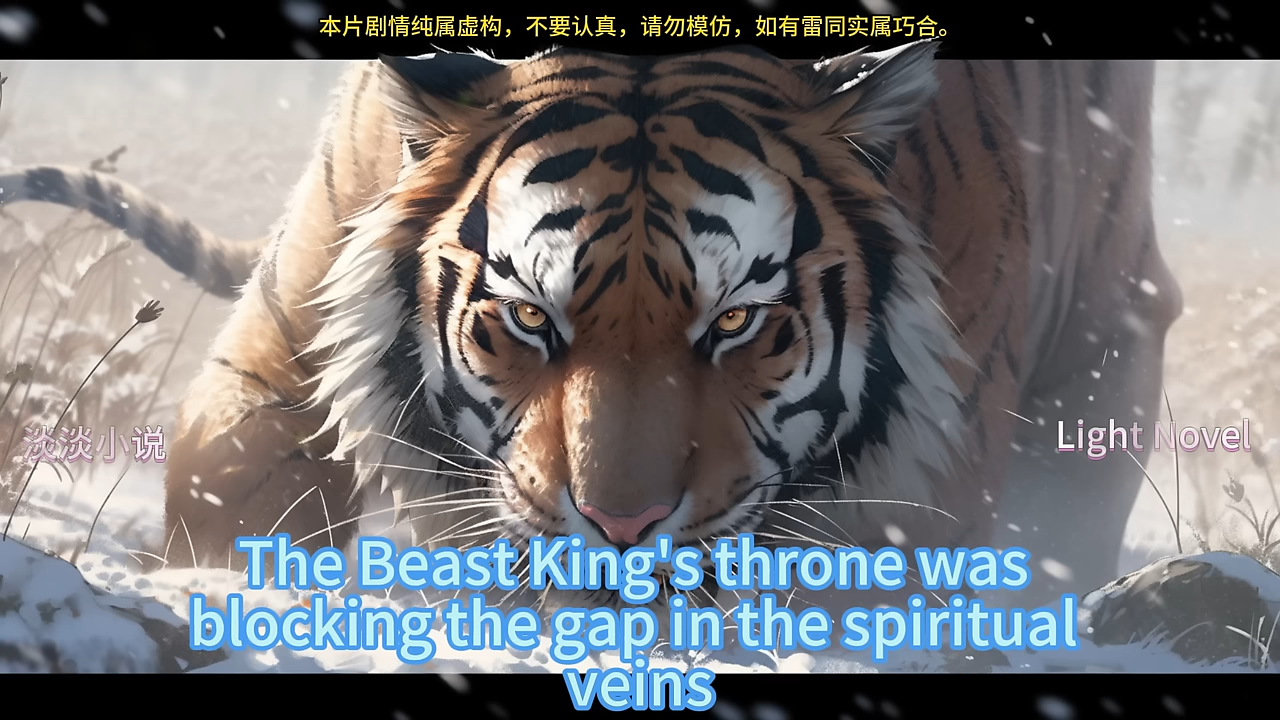 本片剧情纯属虚构，不要认真，请勿模仿，如有雷同实属巧合。
淡淡小说
Light Novel
The Beast King's throne was
blocking the gap in the spiritual
veins